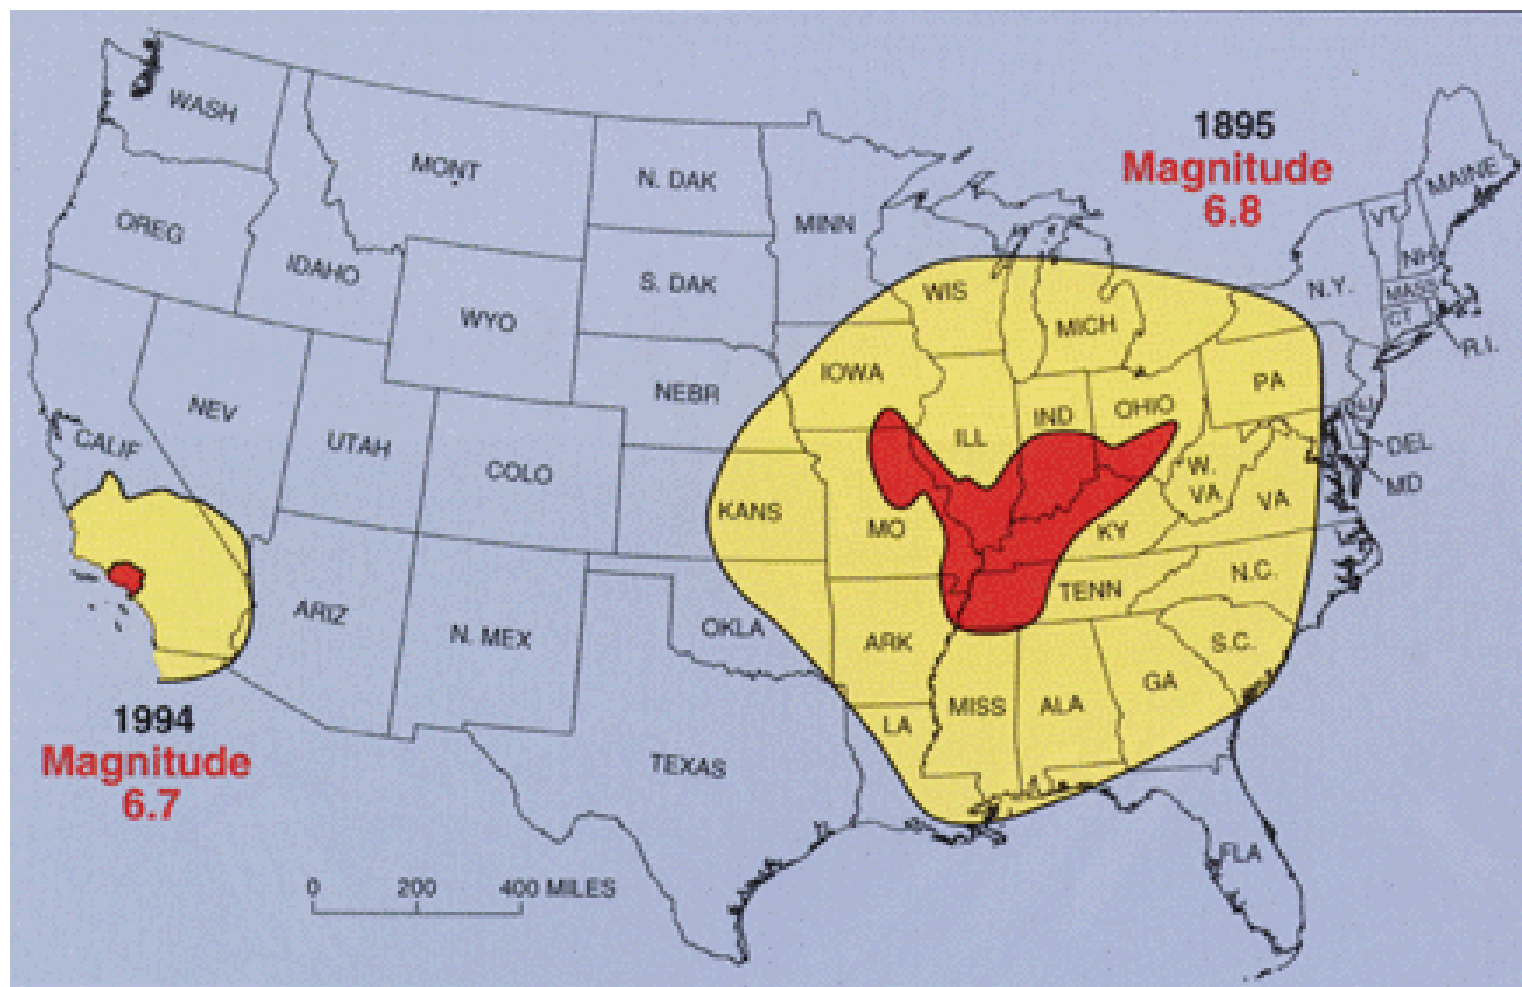 WASH
MONT
N. DAK
MINN
1895
Magnitude
6.8
MAINE
VT
NH
OREG
IDAHO
S. DAK
WIS
N.Y.
MASS
CT
R.I.
WYO
MICH
IOWA
NEBR
PA
NEV
CALIF
UTAH
COLO
ILL
IND
OHIO
DEL
MD
W.
VA
VA
KANS
MO
KY
ARIZ
N. MEX
OKLA
ARK
TENN
N.C.
S.C.
GA
MISS
ALA
LA
1994
Magnitude
6.7
TEXAS
FLA
0 200 400 MILES